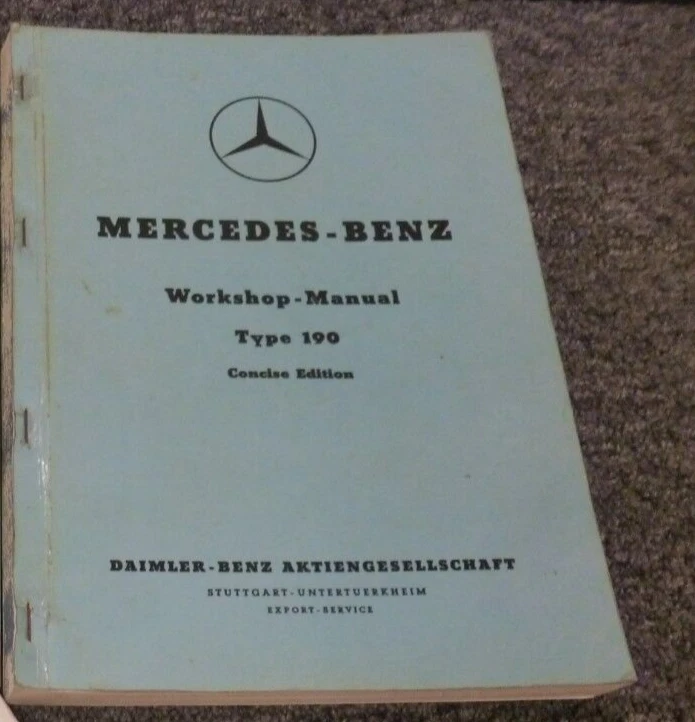 MERCEDES-BENZ
Workshop-Manual
Type 190
Concise Edition
DAIMLER-BENZ AKTIENGESELLSCHAFT
STUTTGART-UNTERTUERKHEIM
EXPORT-SERVICE